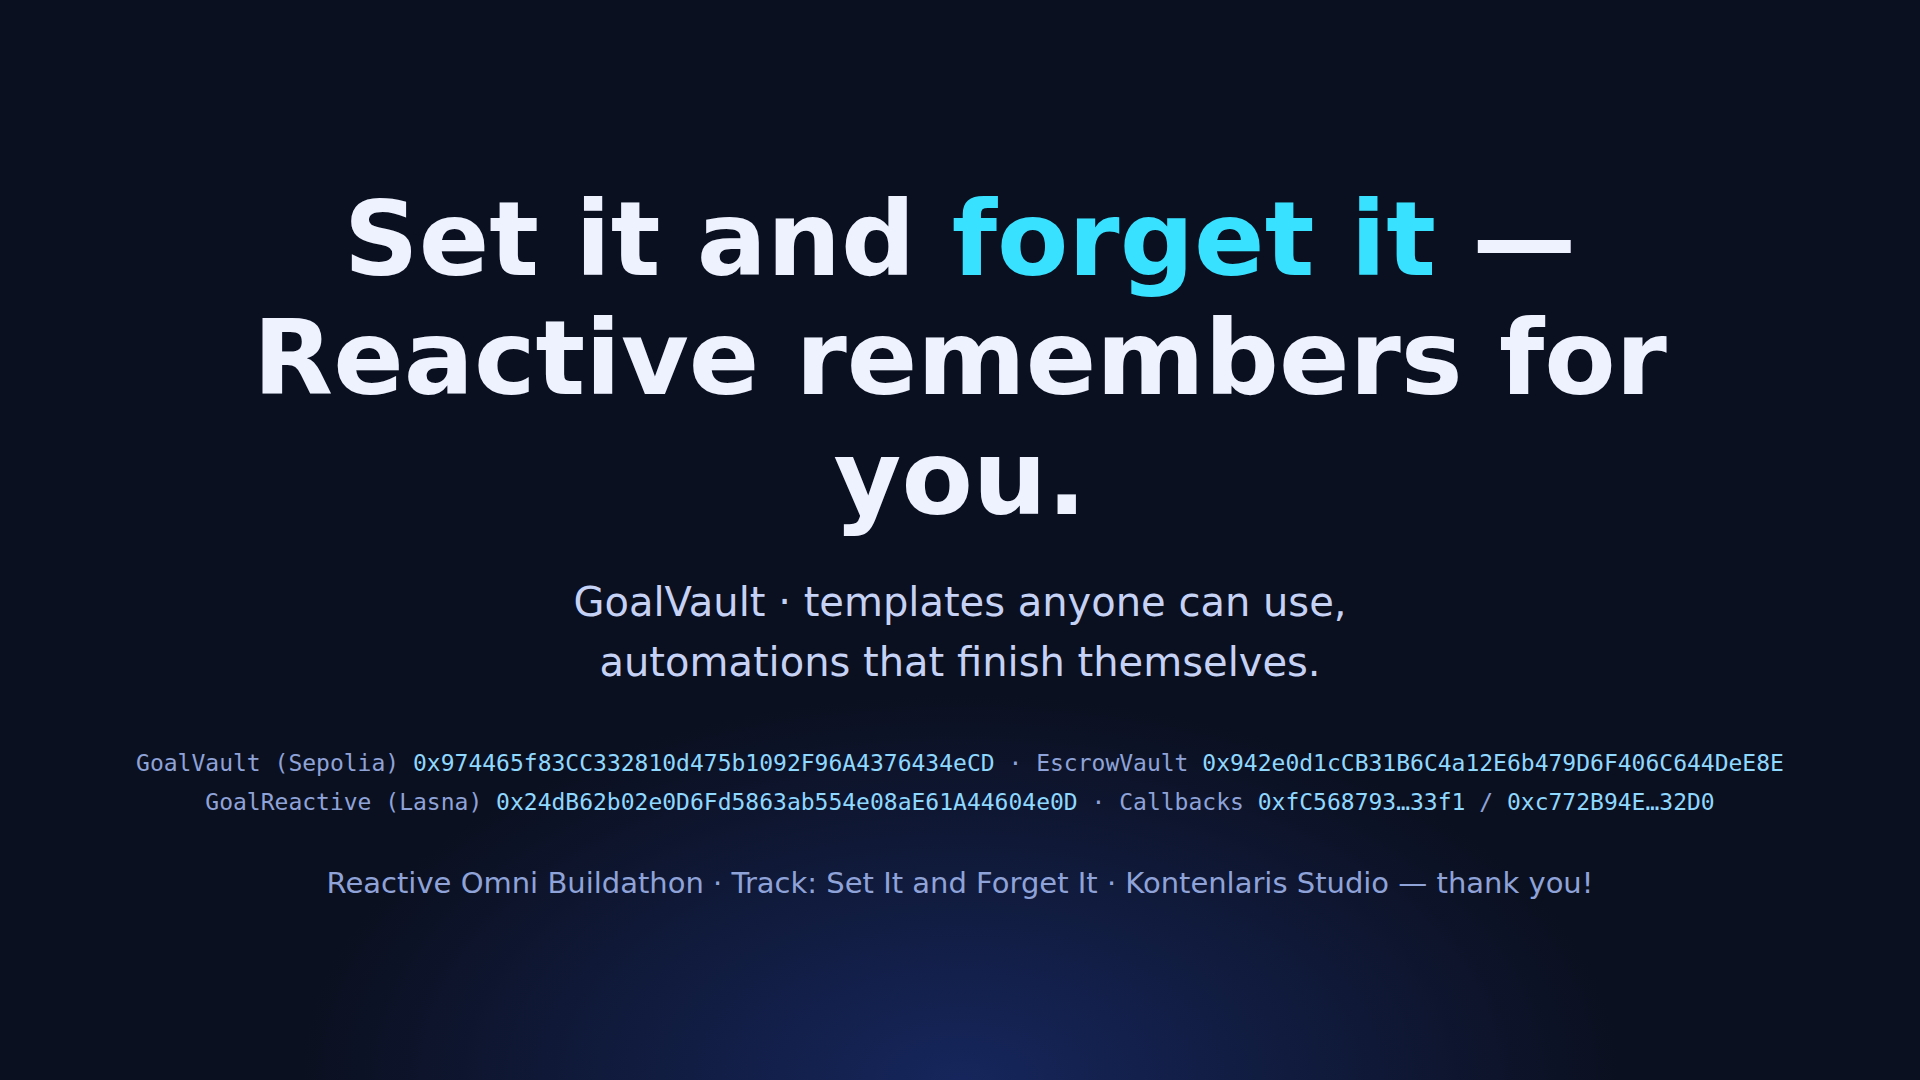 Set it and forget it —
Reactive remembers for
you.
GoalVault · templates anyone can use,
automations that finish themselves.
GoalVault (Sepolia) 0x974465f83CC332810d475b1092F96A4376434eCD · EscrowVault 0x942e0d1cCB31B6C4a12E6b479D6F406C644DeE8E
GoalReactive (Lasna) 0x24dB62b02e0D6Fd5863ab554e08aE61A44604e0D · Callbacks 0xfC568793…33f1 / 0xc772B94E…32D0
Reactive Omni Buildathon · Track: Set It and Forget It · Kontenlaris Studio — thank you!